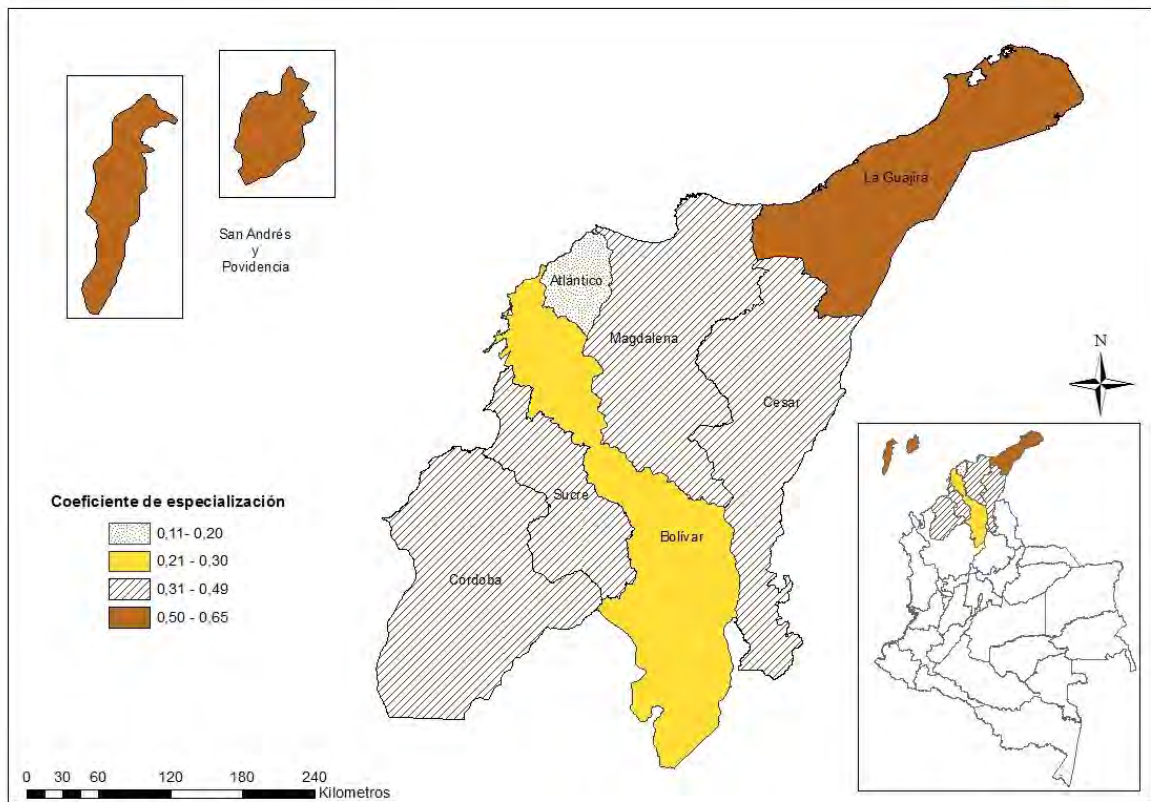 San Andrés
y
Povidencia
La Guajira
Atlántico
Magdalena
Cesar
N
Sucre
Bolívar
Córdoba
Coeficiente de especialización
0,11- 0,20
0,21 - 0,30
0,31 - 0,49
0,50 - 0,65
0 30 60 120 180 240
Kilometros